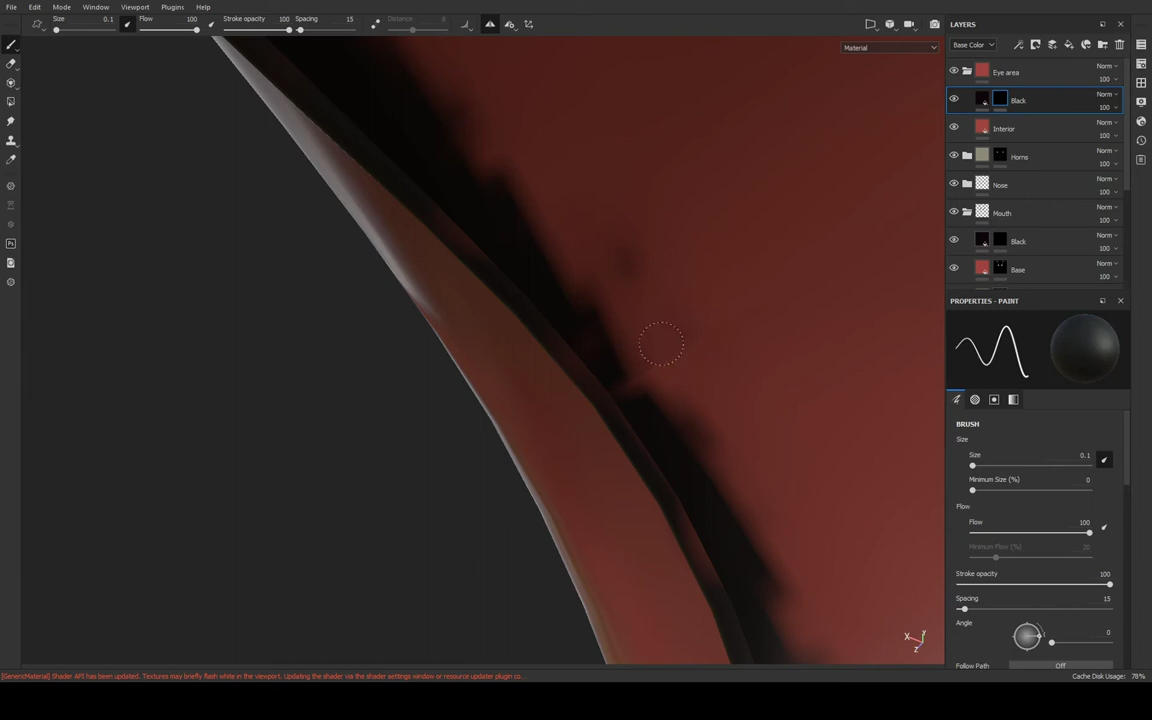 File Edit Mode Window Viewport Plugins Help
Size 0.1 Flow 100 Stroke opacity 100 Spacing 15 Distance 8
Material
LAYERS
Base Color
Eye area Norm 100
Black Norm 100
Interior Norm 100
Horns Norm 100
Nose Norm 100
Mouth Norm 100
Black Norm 100
Base Norm 100
PROPERTIES - PAINT
BRUSH
Size
Size 0.1
Minimum Size (%) 0
Flow
Flow 100
Minimum Flow (%) 20
Stroke opacity 100
Spacing 15
Angle 0
Follow Path Off
X Y Z
Ps
[GenericMaterial] Shader API has been updated. Textures may briefly flash white in the viewport. Updating the shader via the shader settings window or resource updater plugin co...
Cache Disk Usage: 78%